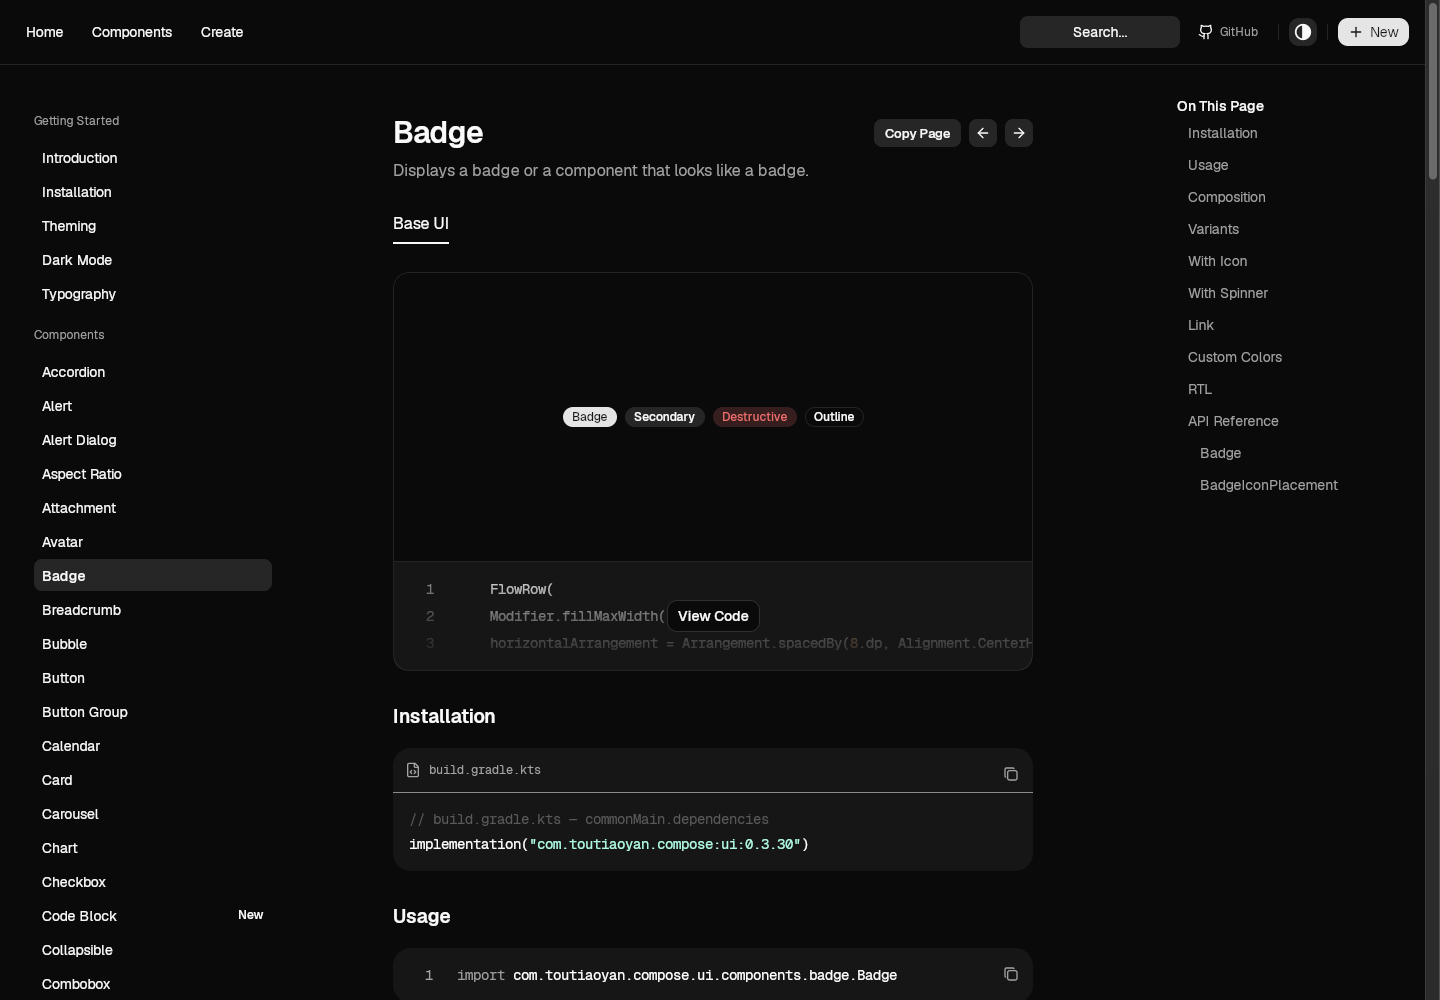 Home
Components
Create
Search...
GitHub
New
Getting Started
Introduction
Installation
Theming
Dark Mode
Typography
Components
Accordion
Alert
Alert Dialog
Aspect Ratio
Attachment
Avatar
Badge
Breadcrumb
Bubble
Button
Button Group
Calendar
Card
Carousel
Chart
Checkbox
Code Block New
Collapsible
Combobox
Badge
Copy Page
Displays a badge or a component that looks like a badge.
Base UI
Badge Secondary Destructive Outline
1 FlowRow(
2 Modifier.fillMaxWidth(
View Code
3 horizontalArrangement = Arrangement.spacedBy(8.dp, Alignment.Center
Installation
build.gradle.kts
// build.gradle.kts — commonMain.dependencies
implementation("com.toutiaoyan.compose:ui:0.3.30")
Usage
1 import com.toutiaoyan.compose.ui.components.badge.Badge
On This Page
Installation
Usage
Composition
Variants
With Icon
With Spinner
Link
Custom Colors
RTL
API Reference
Badge
BadgeIconPlacement